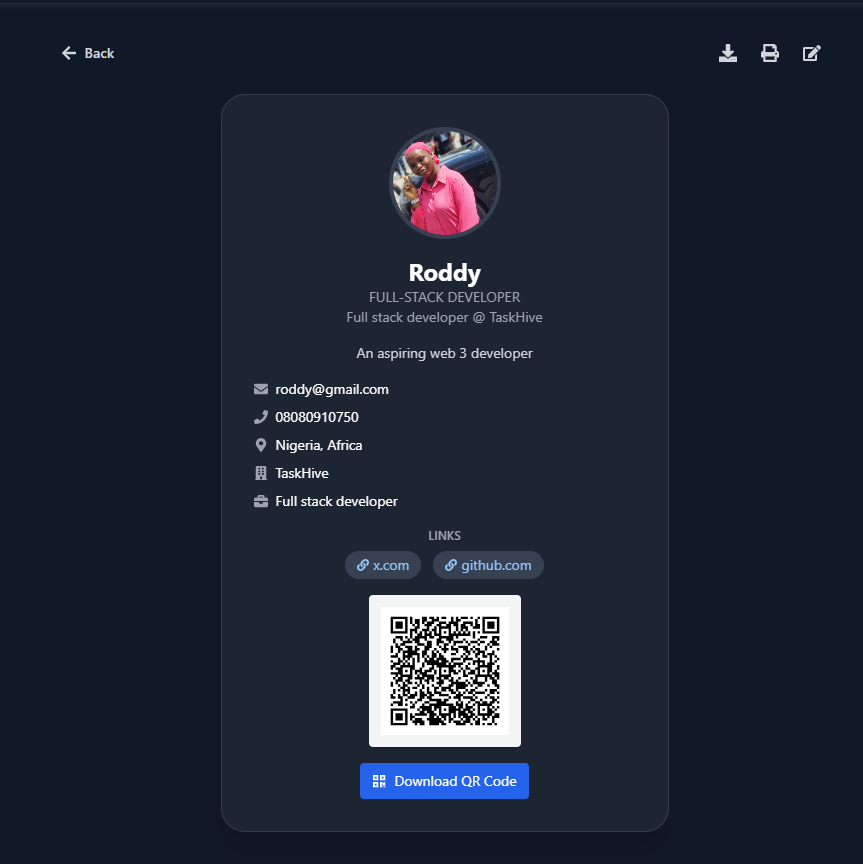 Back
Roddy
FULL-STACK DEVELOPER
Full stack developer @ TaskHive
An aspiring web 3 developer
roddy@gmail.com
08080910750
Nigeria, Africa
TaskHive
Full stack developer
LINKS
x.com
github.com
Download QR Code